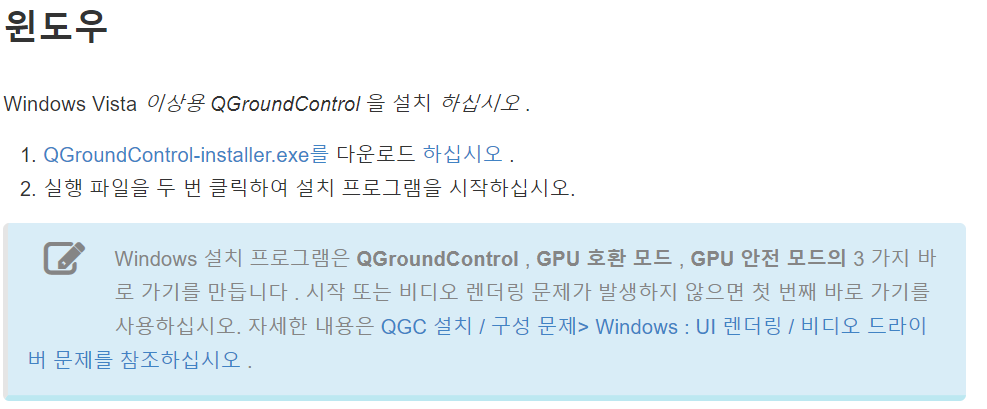 윈도우
Windows Vista 이상용 QGroundControl 을 설치 하십시오 .
1. QGroundControl-installer.exe를 다운로드 하십시오 .
2. 실행 파일을 두 번 클릭하여 설치 프로그램을 시작하십시오.
Windows 설치 프로그램은 QGroundControl , GPU 호환 모드 , GPU 안전 모드의 3 가지 바
로 가기를 만듭니다 . 시작 또는 비디오 렌더링 문제가 발생하지 않으면 첫 번째 바로 가기를
사용하십시오. 자세한 내용은 QGC 설치 / 구성 문제> Windows : UI 렌더링 / 비디오 드라이
버 문제를 참조하십시오 .